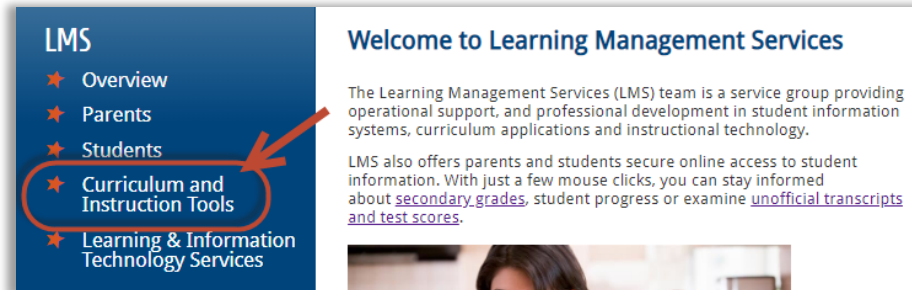 LMS
Overview
Parents
Students
Curriculum and
Instruction Tools
Learning & Information
Technology Services
Welcome to Learning Management Services
The Learning Management Services (LMS) team is a service group providing
operational support, and professional development in student information
systems, curriculum applications and instructional technology.
LMS also offers parents and students secure online access to student
information. With just a few mouse clicks, you can stay informed
about secondary grades, student progress or examine unofficial transcripts
and test scores.